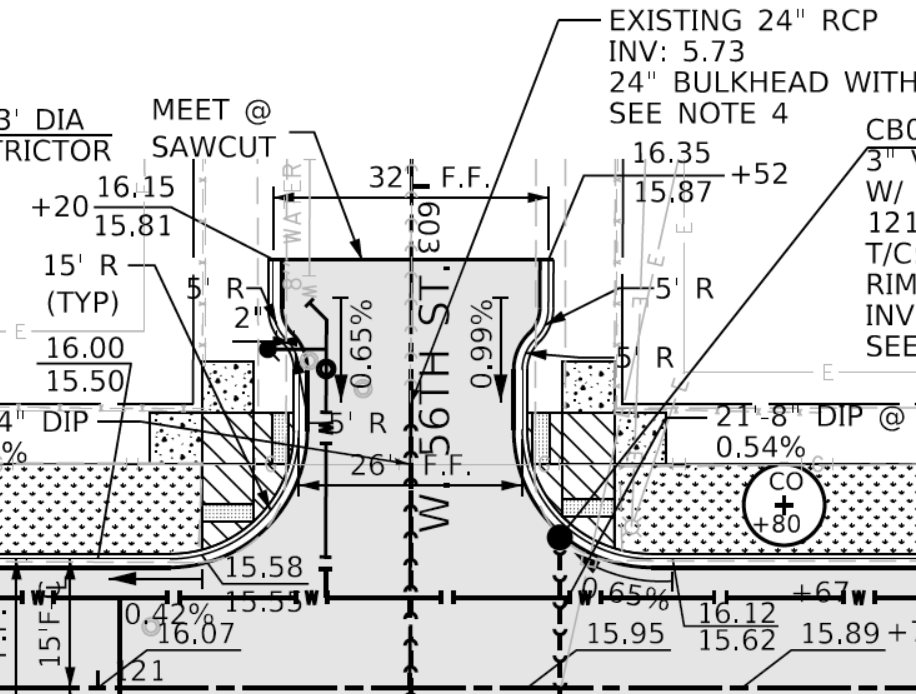 EXISTING 24" RCP
INV: 5.73
24" BULKHEAD WITH
SEE NOTE 4
3' DIA
TRICTOR
MEET @
SAWCUT
CB0
3" V
W/
121
T/C:
RIM
INV
SEE
16.35
15.87
+52
32' F.F.
+20
16.15
15.81
WATER
8"
603
15' R
(TYP)
5' R
5' R
2"
0.65%
0.99%
W 56TH ST.
E
E
E
E
E
16.00
15.50
5' R
4" DIP
%
5' R
21'-8" DIP @
0.54%
26' F.F.
G
CO
+80
W
15.58
15.55
W
W
W
W
0.65%
+67
0.42%
16.07
16.12
15.62
15.95
15.89
15'F.F.
21